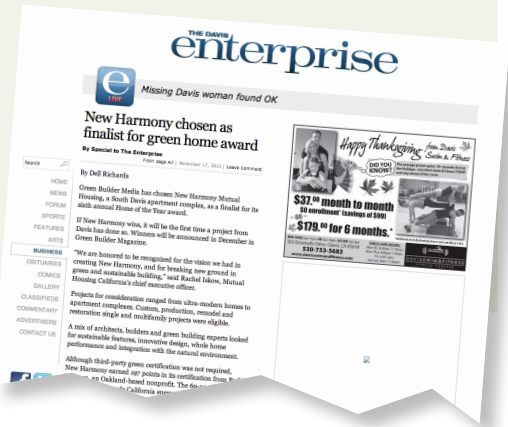 THE DAVIS
enterprise
e
LIVE
Missing Davis woman found OK
New Harmony chosen as
finalist for green home award
By Special to The Enterprise
From page A7 | November 17, 2013 | Leave Comment
Search
HOME
NEWS
FORUM
SPORTS
FEATURES
ARTS
BUSINESS
OBITUARIES
COMICS
GALLERY
CLASSIFIEDS
COMMENTARY
ADVERTISERS
CONTACT US
By Dell Richards
Green Builder Media has chosen New Harmony Mutual
Housing, a South Davis apartment complex, as a finalist for its
sixth annual Home of the Year award.
If New Harmony wins, it will be the first time a project from
Davis has done so. Winners will be announced in December in
Green Builder Magazine.
"We are honored to be recognized for the vision we had in
creating New Harmony, and for breaking new ground in
green and sustainable building," said Rachel Iskow, Mutual
Housing California's chief executive officer.
Projects for consideration ranged from ultra-modern homes to
apartment complexes. Custom, production, remodel and
restoration single and multifamily projects were eligible.
A mix of architects, builders and green building experts looked
for sustainable features, innovative design, whole home
performance and integration with the natural environment.
Although third-party green certification was not required,
New Harmony earned 197 points in its certification from
an Oakland-based nonprofit. The
California
Happy Thanksgiving from Davis
Swim & Fitness
DID YOU
KNOW?
$37.00 month to month
$0 enrollment* (savings of $99)
OR
$179.00 for 6 months.*
530-753-5683